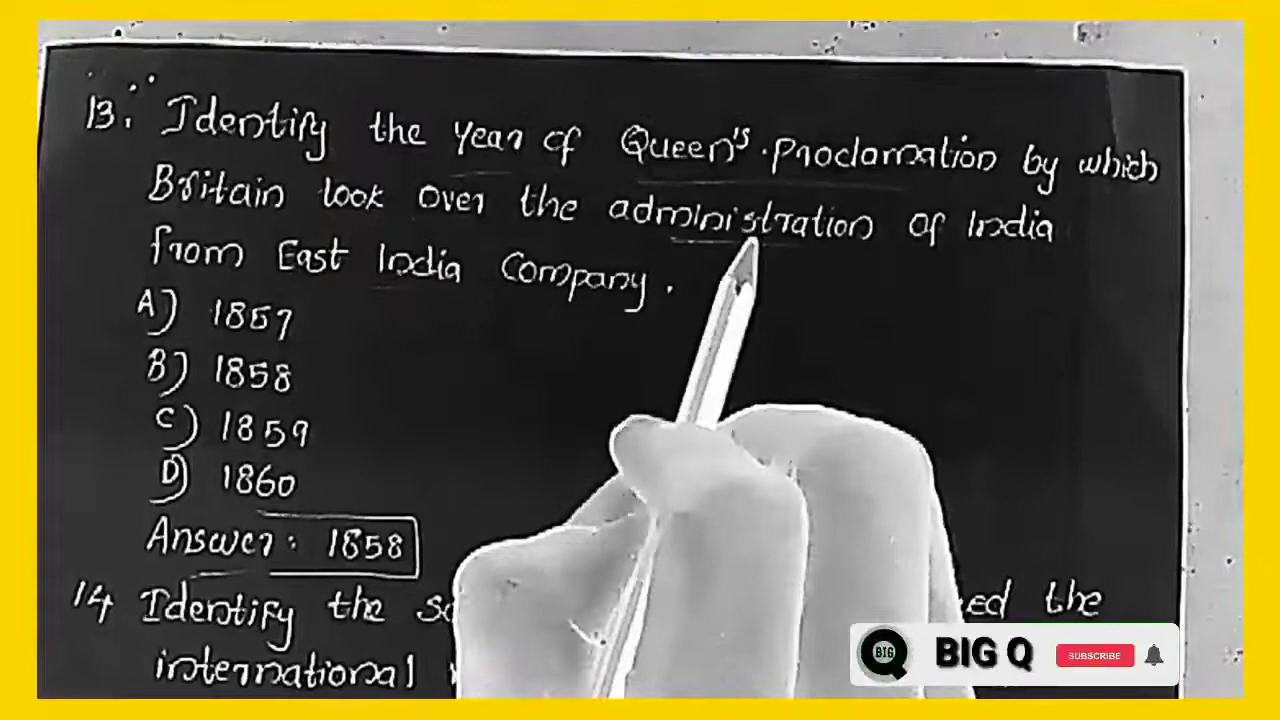 13. Identify the year of Queen's proclamation by which
Britain took over the administration of India
from East India Company.
A) 1857
B) 1858
C) 1859
D) 1860
Answer: 1858
14 Identify the
the
international
BIG
BIG Q
SUBSCRIBE